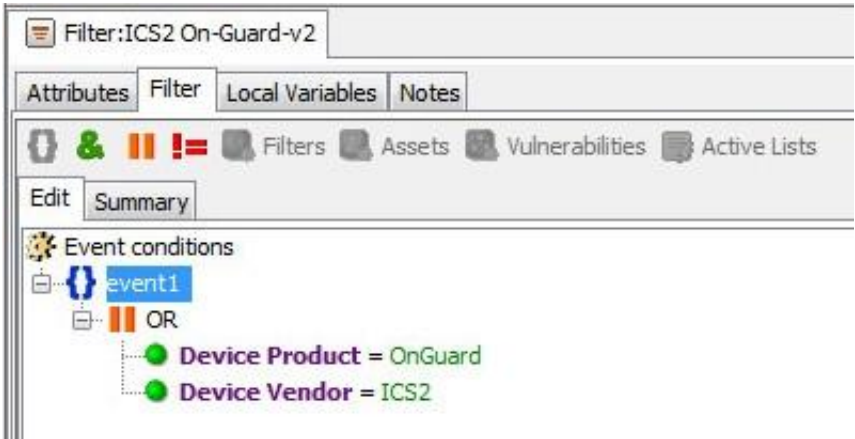 Filter:ICS2 On-Guard-v2
Attributes Filter Local Variables Notes
{} & || != Filters Assets Vulnerabilities Active Lists
Edit Summary
Event conditions
{} event1
|| OR
Device Product = OnGuard
Device Vendor = ICS2